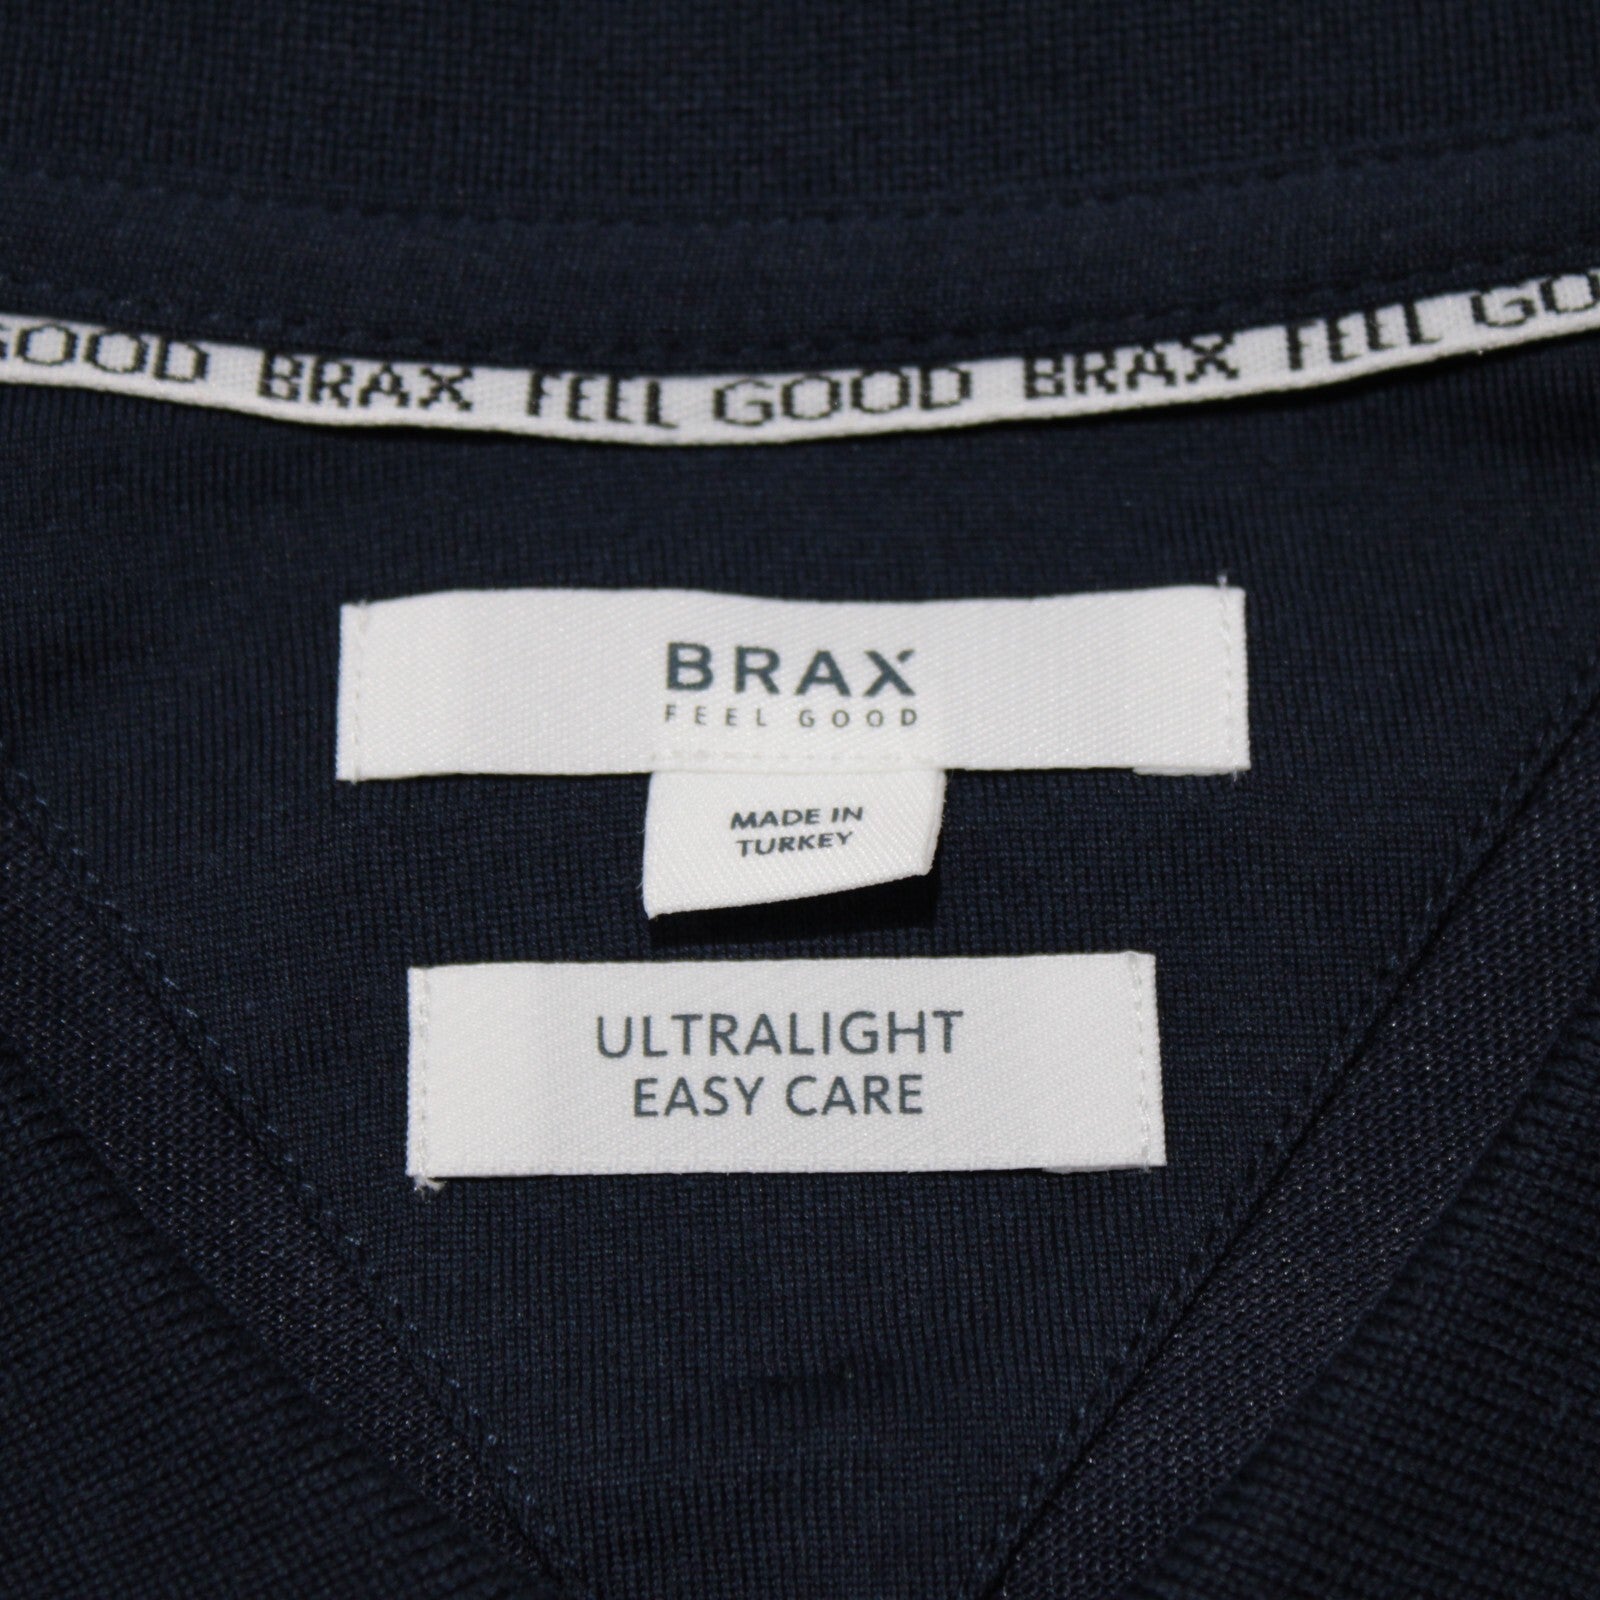 GOOD BRAX FEEL GOOD BRAX FEEL GO
BRAX
FEEL GOOD
MADE IN
TURKEY
ULTRALIGHT
EASY CARE